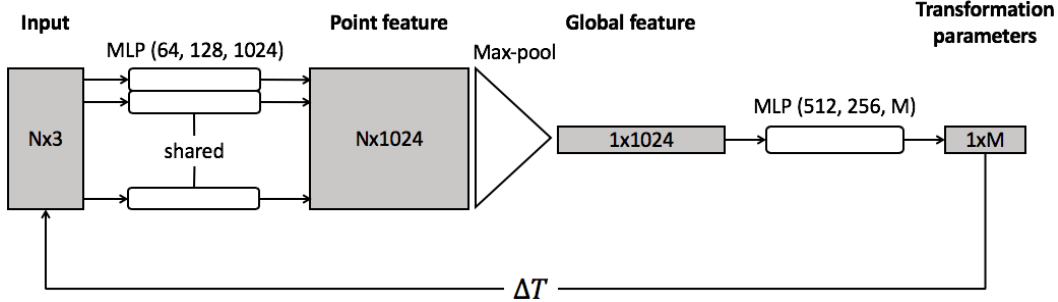 Input
Point feature
Global feature
Transformation
parameters
MLP (64, 128, 1024)
Max-pool
MLP (512, 256, M)
Nx3
shared
Nx1024
1x1024
1xM
ΔT